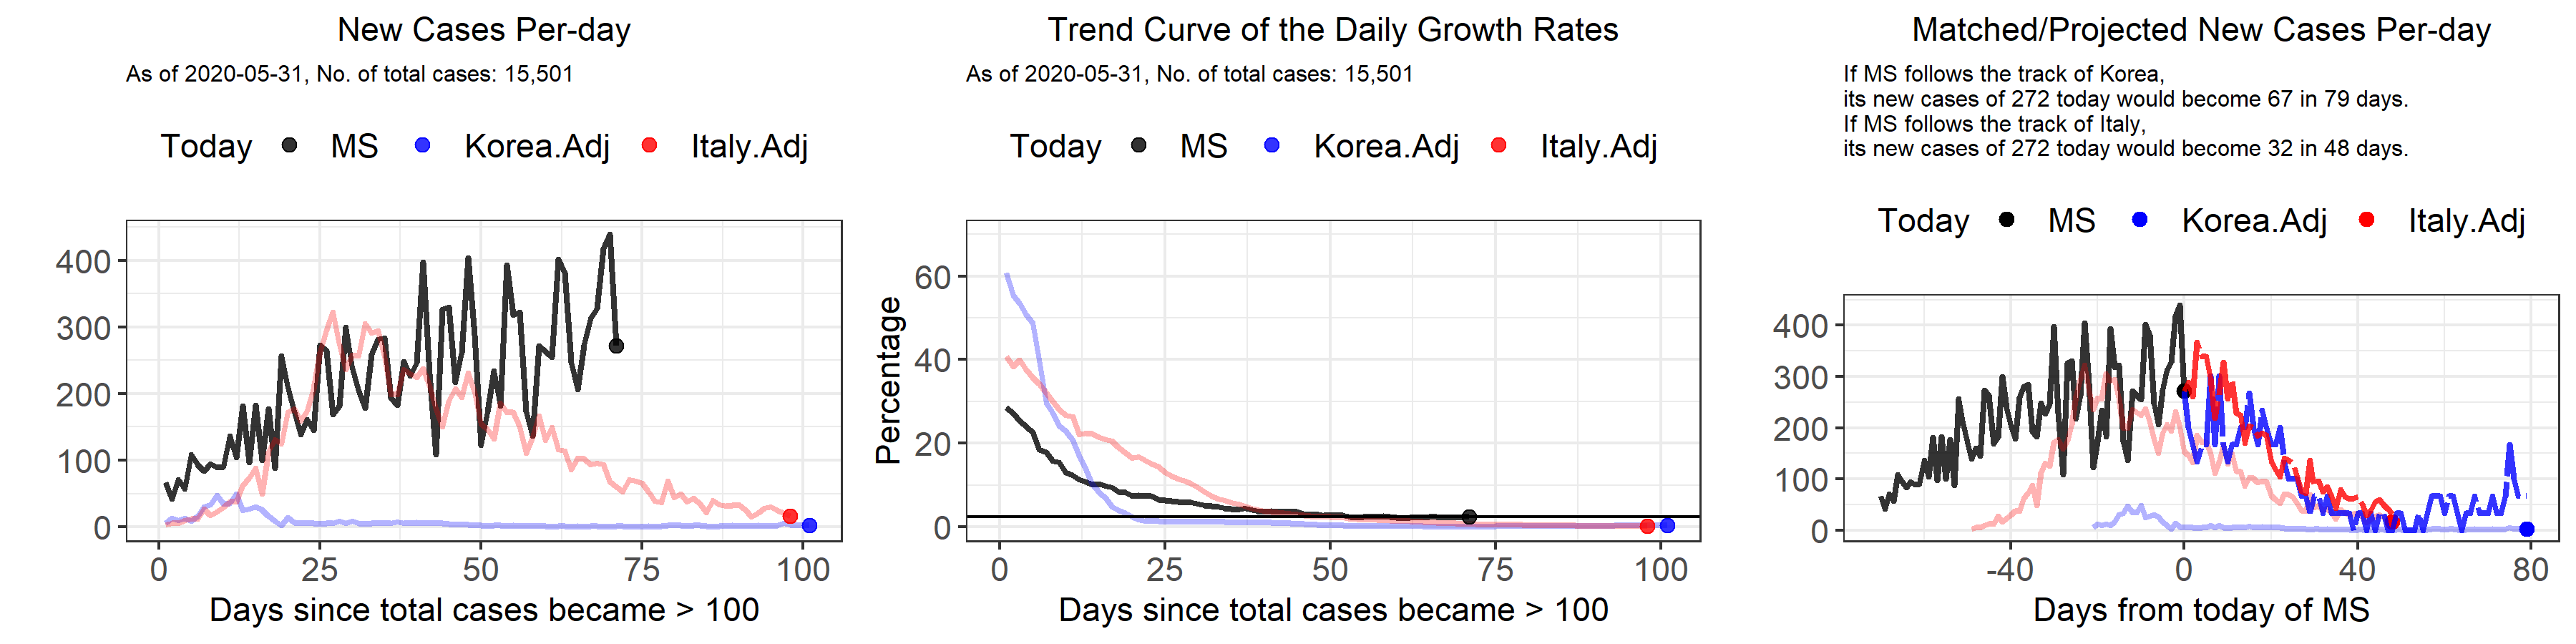 New Cases Per-day
As of 2020-05-31, No. of total cases: 15,501
Today MS Korea.Adj Italy.Adj
400
300
200
100
0
0 25 50 75 100
Days since total cases became > 100
Trend Curve of the Daily Growth Rates
As of 2020-05-31, No. of total cases: 15,501
Today MS Korea.Adj Italy.Adj
Percentage
60
40
20
0
0 25 50 75 100
Days since total cases became > 100
Matched/Projected New Cases Per-day
If MS follows the track of Korea,
its new cases of 272 today would become 67 in 79 days.
If MS follows the track of Italy,
its new cases of 272 today would become 32 in 48 days.
Today MS Korea.Adj Italy.Adj
400
300
200
100
0
-40 0 40 80
Days from today of MS